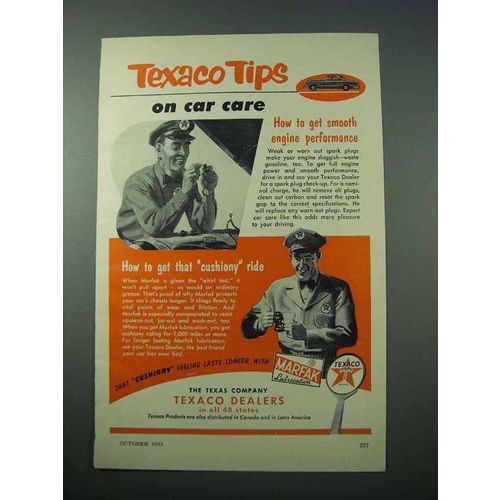 Texaco Tips
on car care
How to get smooth
engine performance
Weak or worn out spark plugs
make your engine sluggish—waste
gasoline, too. To get full engine
power and smooth performance,
drive in and see your Texaco Dealer
for a spark plug check-up. For a nomi-
nal charge, he will remove all plugs,
clean out carbon and reset the spark
gap to the correct specifications. He
will replace any worn out plugs. Expert
car care like this adds more pleasure
to your driving.
How to get that "cushiony" ride
When Marfak is given the "whirl test," it
won't pull apart — as would an ordinary
grease. That's proof of why Marfak protects
your car's chassis longer. It clings firmly to
vital points of wear and friction. And
Marfak is especially compounded to resist
squeeze-out, jar-out and wash-out, too.
When you get Marfak lubrication, you get
cushiony riding for 1,000 miles or more.
For longer lasting Marfak lubrication,
see your Texaco Dealer, the best friend
your car has ever had.
THAT "CUSHIONY" FEELING LASTS LONGER WITH
MARFAK
Lubrication
TEXACO
T
THE TEXAS COMPANY
TEXACO DEALERS
in all 48 states
Texaco Products are also distributed in Canada and in Latin America
OCTOBER 1951
257